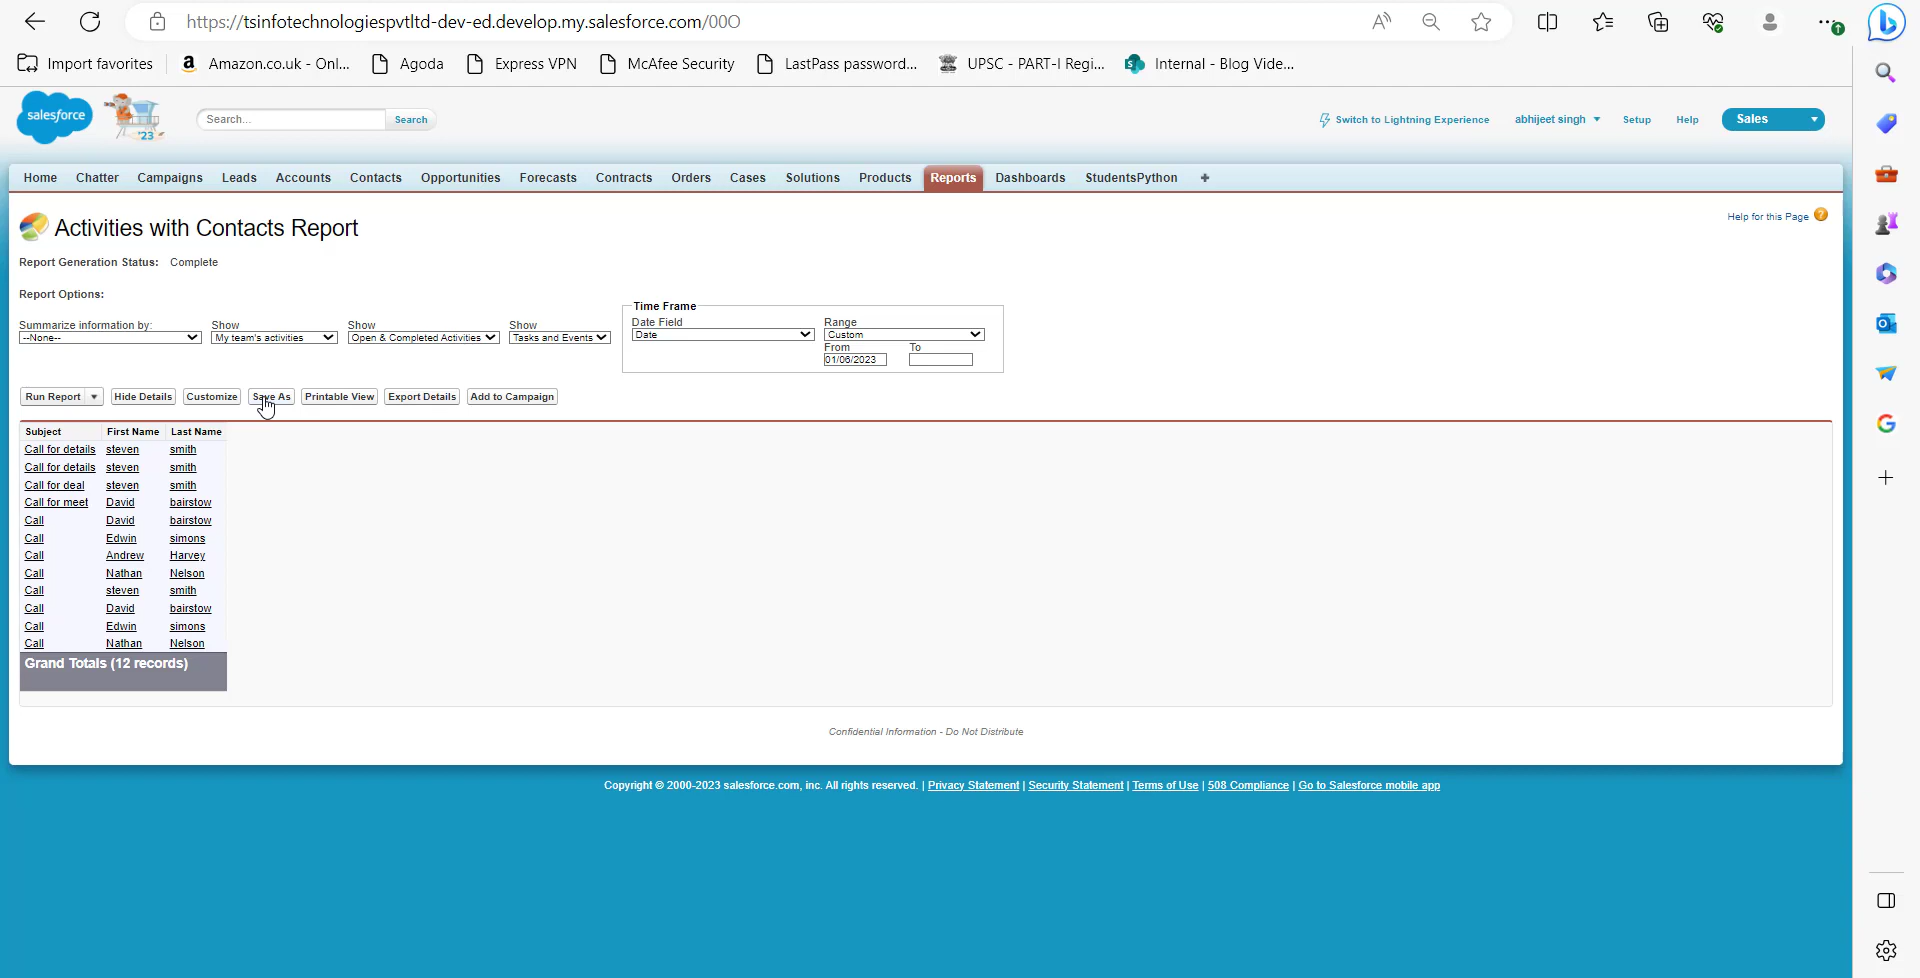 https://tsinfotechnologiespvtltd-dev-ed.develop.my.salesforce.com/00O
Import favorites
Amazon.co.uk - Onl...
Agoda
Express VPN
McAfee Security
LastPass password...
UPSC - PART-I Regi...
Internal - Blog Vide...
salesforce
'23
Search...
Search
Switch to Lightning Experience
abhijeet singh
Setup
Help
Sales
Home
Chatter
Campaigns
Leads
Accounts
Contacts
Opportunities
Forecasts
Contracts
Orders
Cases
Solutions
Products
Reports
Dashboards
StudentsPython
Activities with Contacts Report
Help for this Page
Report Generation Status: Complete
Report Options:
Summarize information by:
--None--
Show
My team's activities
Show
Open & Completed Activities
Show
Tasks and Events
Time Frame
Date Field
Date
Range
Custom
From
01/06/2023
To
Run Report
Hide Details
Customize
Save As
Printable View
Export Details
Add to Campaign
Subject First Name Last Name
Call for details steven smith
Call for details steven smith
Call for deal steven smith
Call for meet David bairstow
Call David bairstow
Call Edwin simons
Call Andrew Harvey
Call Nathan Nelson
Call steven smith
Call David bairstow
Call Edwin simons
Call Nathan Nelson
Grand Totals (12 records)
Confidential Information - Do Not Distribute
Copyright © 2000-2023 salesforce.com, inc. All rights reserved. | Privacy Statement | Security Statement | Terms of Use | 508 Compliance | Go to Salesforce mobile app